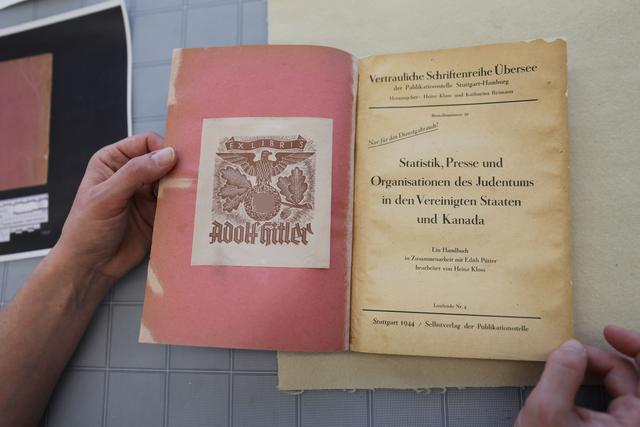 EX LIBRIS
Adolf Hitler
Vertrauliche Schriftenreihe Übersee
der Publikationsstelle Stuttgart-Hamburg
Herausgeber: Heinz Kloss und Katharina Reimann
Bestellnummer
Nur für den Dienstgebrauch!
Statistik, Presse und
Organisationen des Judentums
in den Vereinigten Staaten
und Kanada
Ein Handbuch
in Zusammenarbeit mit Edith Pütter
bearbeitet von Heinz Kloss
Laufende Nr. 4
Stuttgart 1944 / Selbstverlag der Publikationsstelle